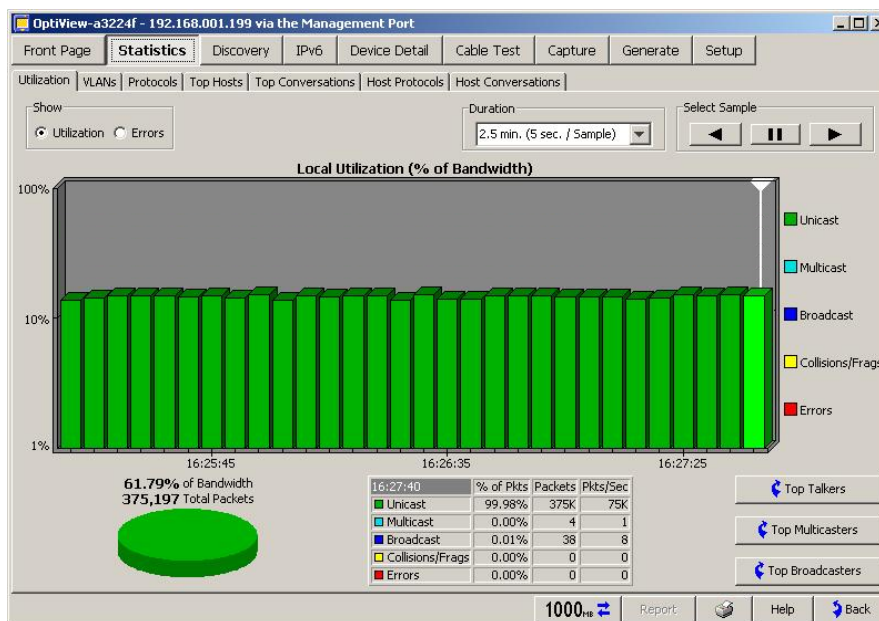 OptiView-a3224f - 192.168.001.199 via the Management Port
Front Page Statistics Discovery IPv6 Device Detail Cable Test Capture Generate Setup
Utilization VLANs Protocols Top Hosts Top Conversations Host Protocols Host Conversations
Show Duration Select Sample
Utilization Errors 2.5 min. (5 sec. / Sample)
Local Utilization (% of Bandwidth)
100%
Unicast
Multicast
10% Broadcast
Collisions/Frags
Errors
1%
16:25:45 16:26:35 16:27:25
61.79% of Bandwidth
375,197 Total Packets
16:27:40 % of Pkts Packets Pkts/Sec
Unicast 99.98% 375K 75K
Multicast 0.00% 4 1
Broadcast 0.01% 38 8
Collisions/Frags 0.00% 0 0
Errors 0.00% 0 0
Top Talkers
Top Multicasters
Top Broadcasters
1000MB Report Help Back